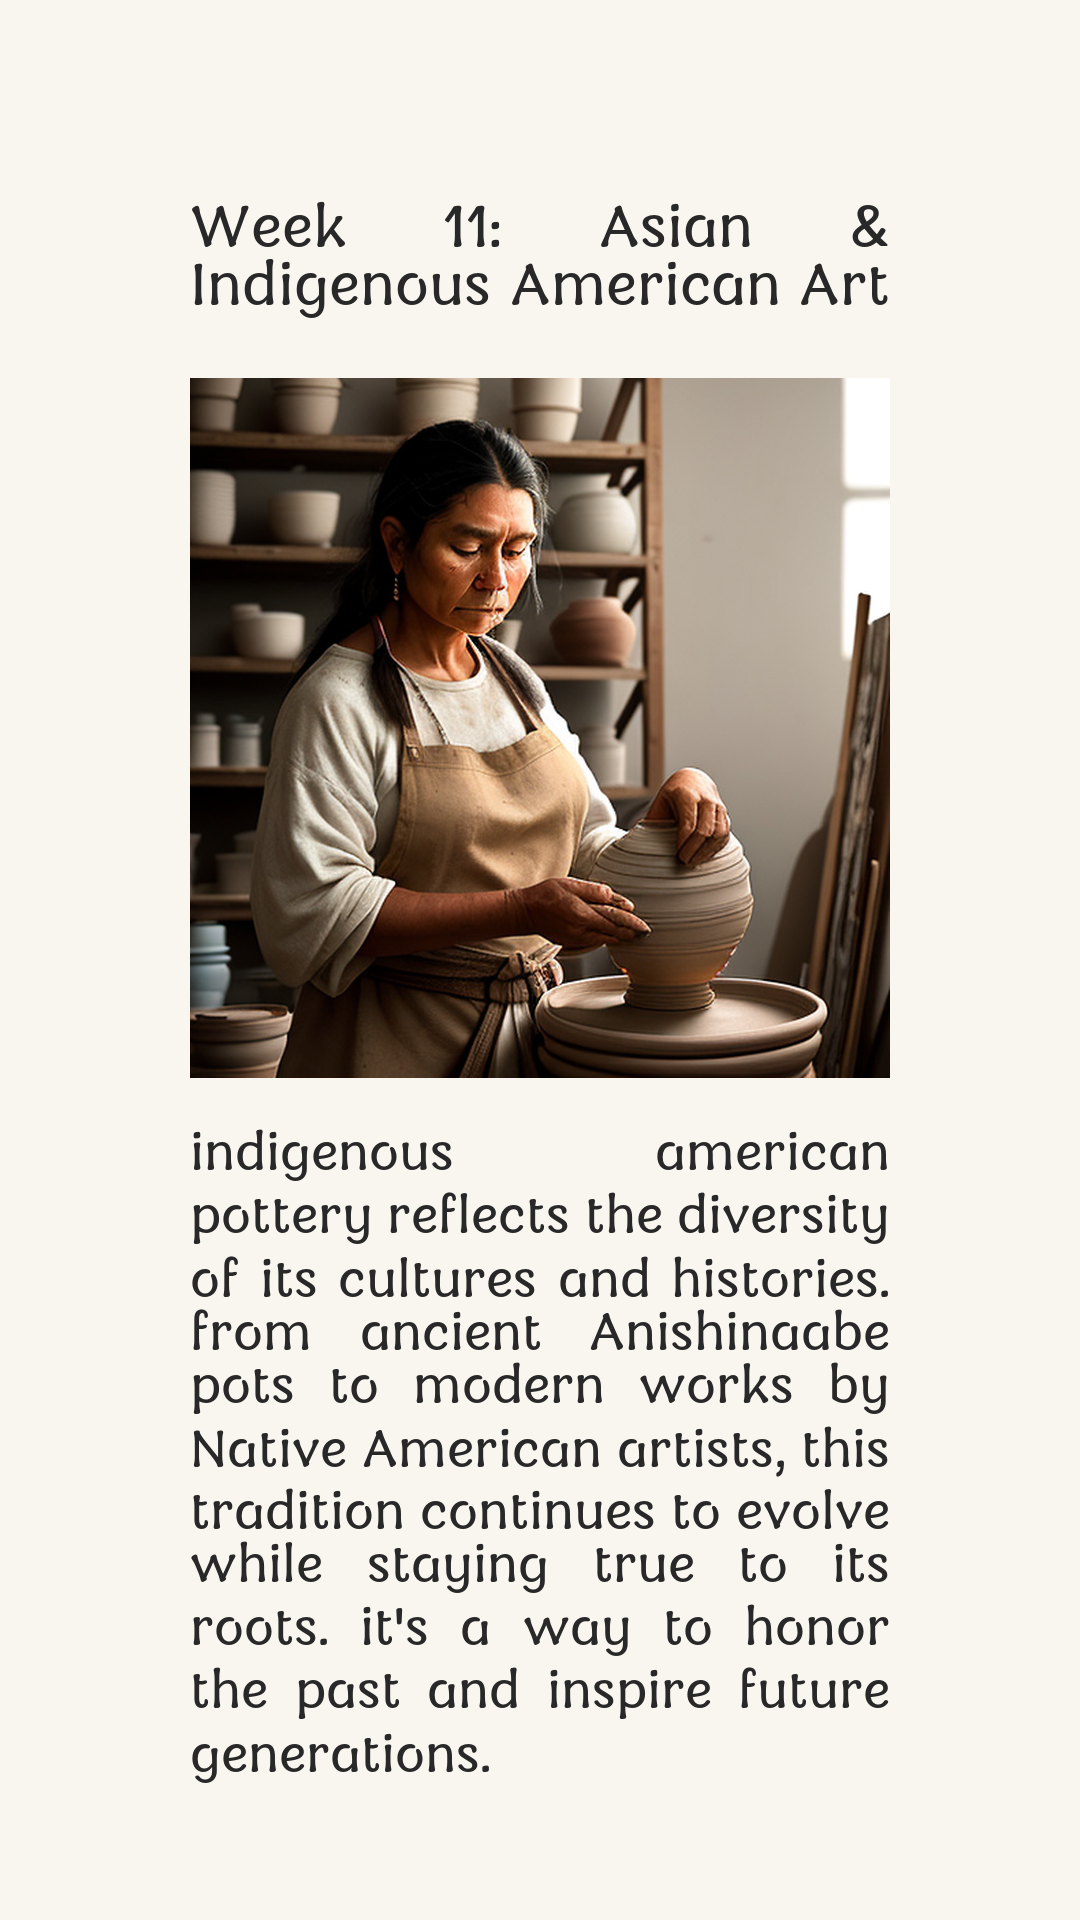 Week 11: Asian &
Indigenous American Art
indigenous american
pottery reflects the diversity
of its cultures and histories.
from ancient Anishinaabe
pots to modern works by
Native American artists, this
tradition continues to evolve
while staying true to its
roots. it's a way to honor
the past and inspire future
generations.